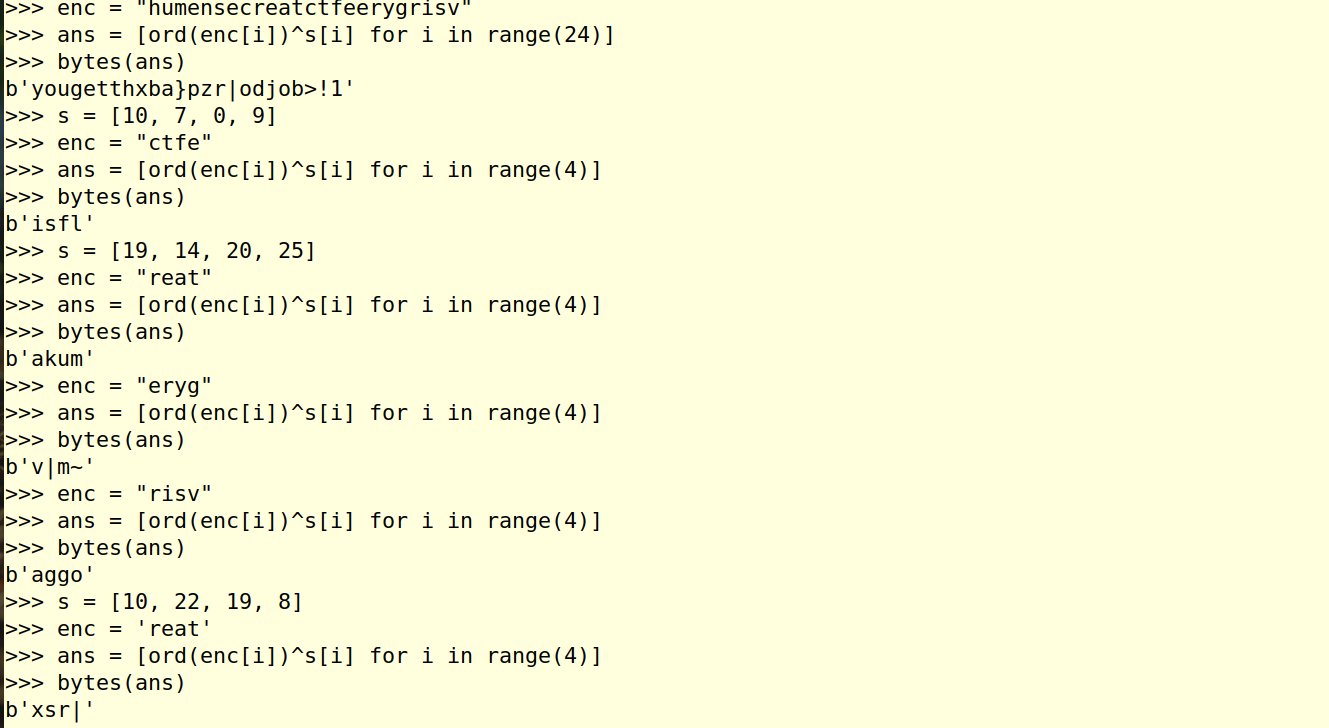 >>> enc = "humensecreatctfeerygrisv"
>>> ans = [ord(enc[i])^s[i] for i in range(24)]
>>> bytes(ans)
b'yougetthxba}pzr|odjob>!1'
>>> s = [10, 7, 0, 9]
>>> enc = "ctfe"
>>> ans = [ord(enc[i])^s[i] for i in range(4)]
>>> bytes(ans)
b'isfl'
>>> s = [19, 14, 20, 25]
>>> enc = "reat"
>>> ans = [ord(enc[i])^s[i] for i in range(4)]
>>> bytes(ans)
b'akum'
>>> enc = "eryg"
>>> ans = [ord(enc[i])^s[i] for i in range(4)]
>>> bytes(ans)
b'v|m~'
>>> enc = "risv"
>>> ans = [ord(enc[i])^s[i] for i in range(4)]
>>> bytes(ans)
b'aggo'
>>> s = [10, 22, 19, 8]
>>> enc = 'reat'
>>> ans = [ord(enc[i])^s[i] for i in range(4)]
>>> bytes(ans)
b'xsr|'